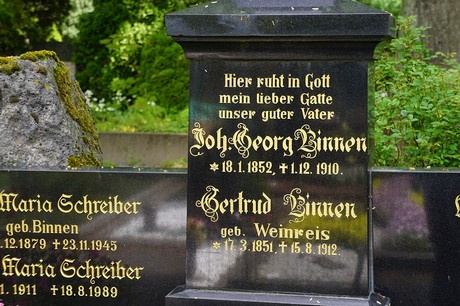 Hier ruht in Gott
mein lieber Gatte
unser guter Vater
Joh. Georg Binnen
* 18.1.1852, † 1.12.1910.
Gertrud Binnen
geb. Weinreis
* 17.3.1851, † 15.8.1912.
Maria Schreiber
geb. Binnen
.12.1879 † 23.11.1945
Maria Schreiber
.1.1911 † 18.8.1989